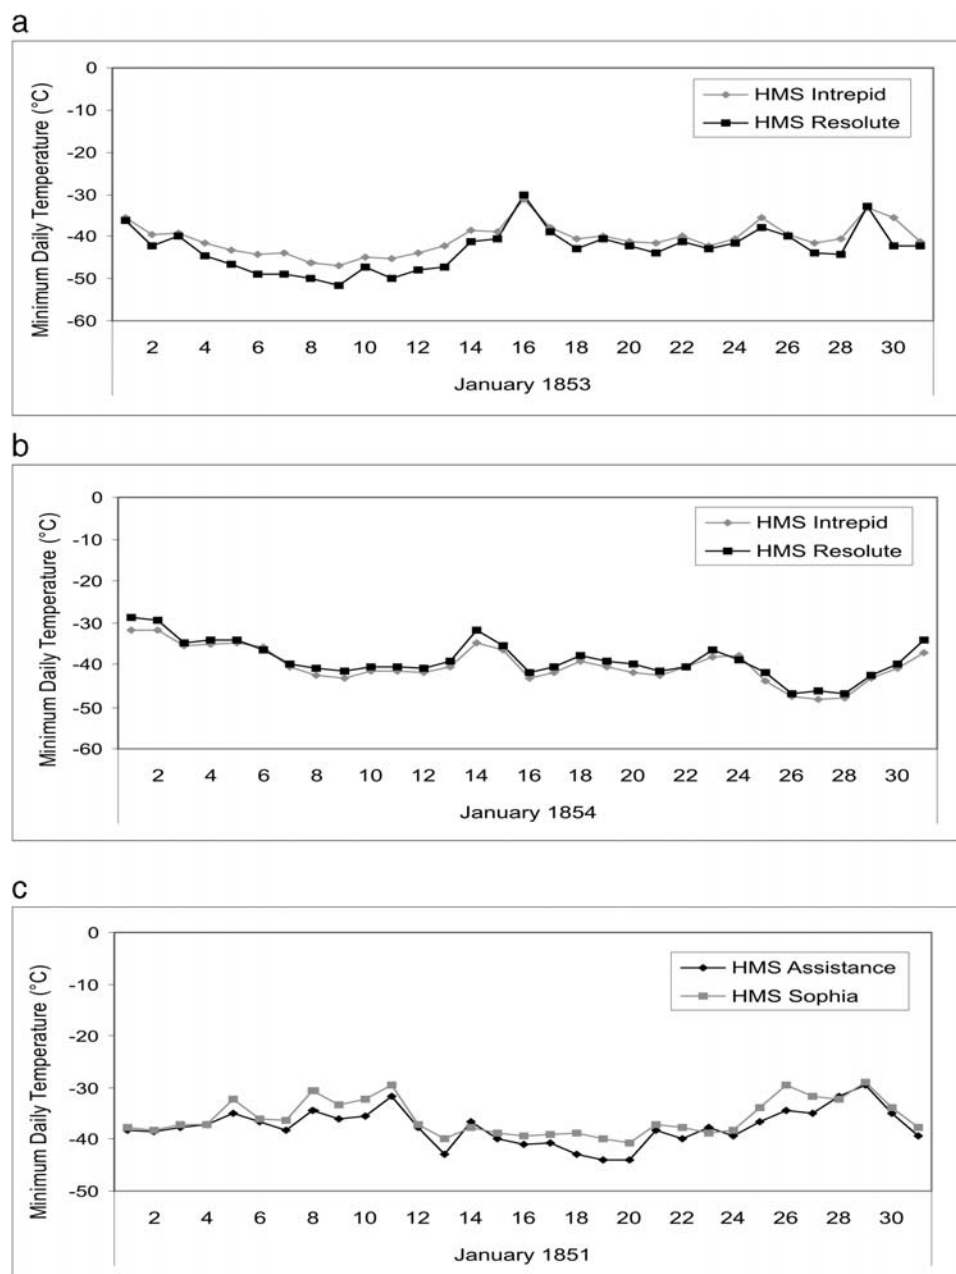 a
Minimum Daily Temperature (°C)
0
-10
-20
-30
-40
-50
-60
HMS Intrepid
HMS Resolute
2 4 6 8 10 12 14 16 18 20 22 24 26 28 30
January 1853
b
Minimum Daily Temperature (°C)
0
-10
-20
-30
-40
-50
-60
HMS Intrepid
HMS Resolute
2 4 6 8 10 12 14 16 18 20 22 24 26 28 30
January 1854
c
Minimum Daily Temperature (°C)
0
-10
-20
-30
-40
-50
HMS Assistance
HMS Sophia
2 4 6 8 10 12 14 16 18 20 22 24 26 28 30
January 1851